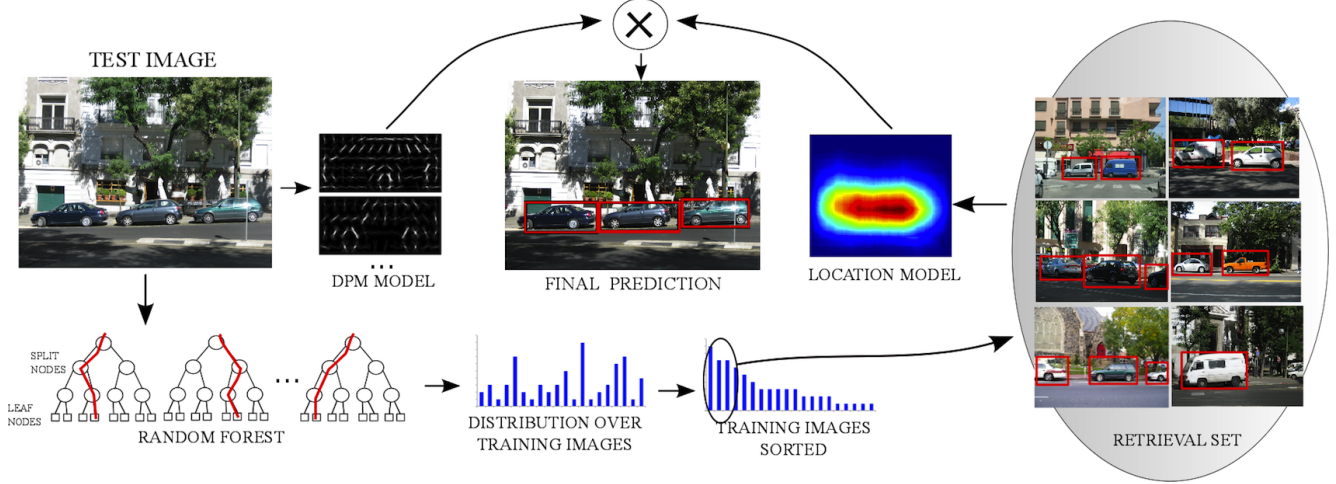 TEST IMAGE
...
DPM MODEL
FINAL PREDICTION
LOCATION MODEL
SPLIT
NODES
...
LEAF
NODES
RANDOM FOREST
DISTRIBUTION OVER
TRAINING IMAGES
TRAINING IMAGES
SORTED
RETRIEVAL SET